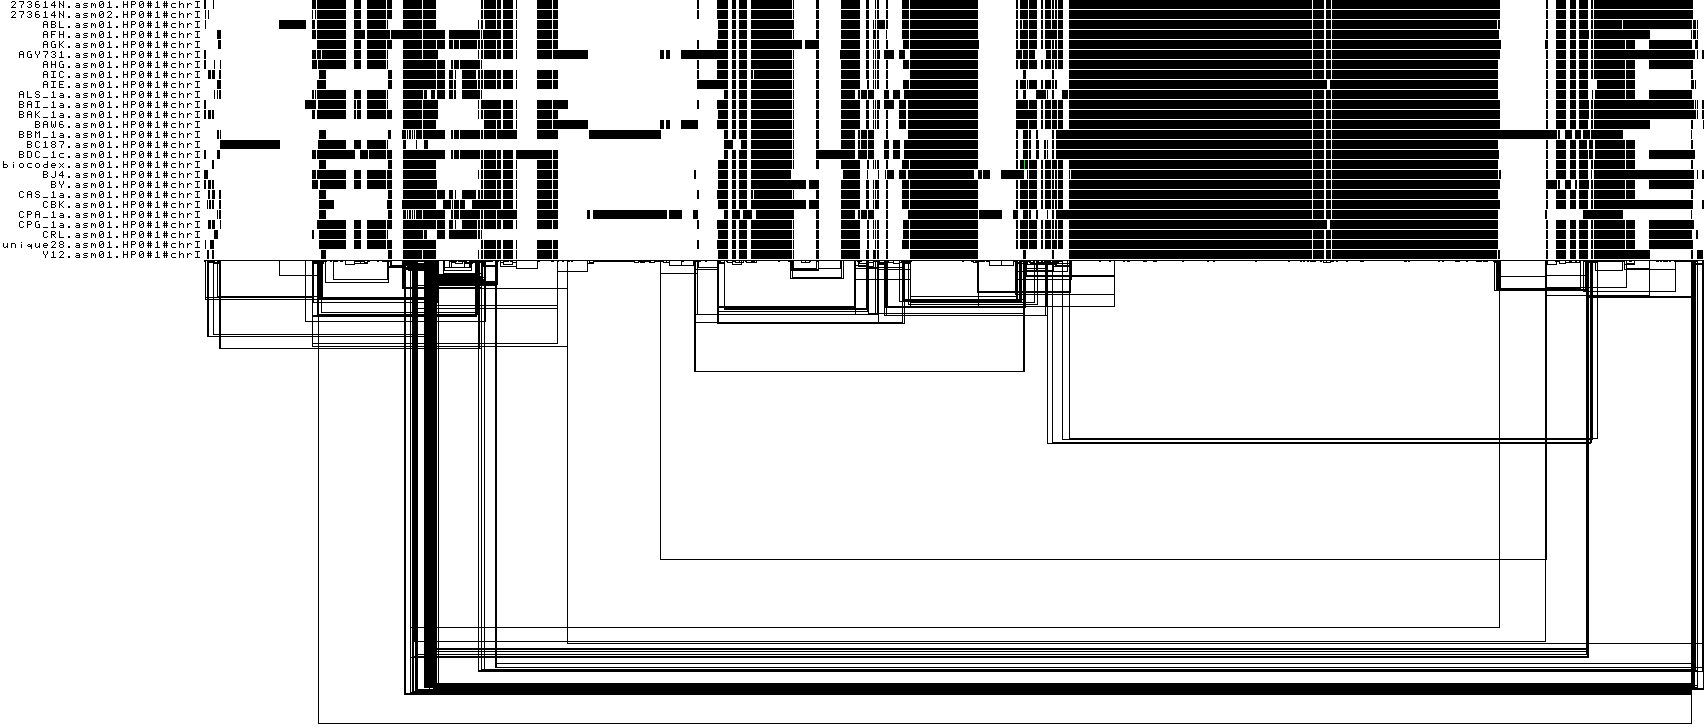 273614N.asm01.HP0#1#chrI
273614N.asm02.HP0#1#chrI
ABL.asm01.HP0#1#chrI
AFH.asm01.HP0#1#chrI
AGK.asm01.HP0#1#chrI
AGY731.asm01.HP0#1#chrI
AHG.asm01.HP0#1#chrI
AIC.asm01.HP0#1#chrI
AIE.asm01.HP0#1#chrI
ALS_1a.asm01.HP0#1#chrI
BAI_1a.asm01.HP0#1#chrI
BAK_1a.asm01.HP0#1#chrI
BAW6.asm01.HP0#1#chrI
BBM_1a.asm01.HP0#1#chrI
BC187.asm01.HP0#1#chrI
BDC_1c.asm01.HP0#1#chrI
biocodex.asm01.HP0#1#chrI
BJ4.asm01.HP0#1#chrI
BY.asm01.HP0#1#chrI
CAS_1a.asm01.HP0#1#chrI
CBK.asm01.HP0#1#chrI
CPA_1a.asm01.HP0#1#chrI
CPG_1a.asm01.HP0#1#chrI
CRL.asm01.HP0#1#chrI
unique28.asm01.HP0#1#chrI
Y12.asm01.HP0#1#chrI